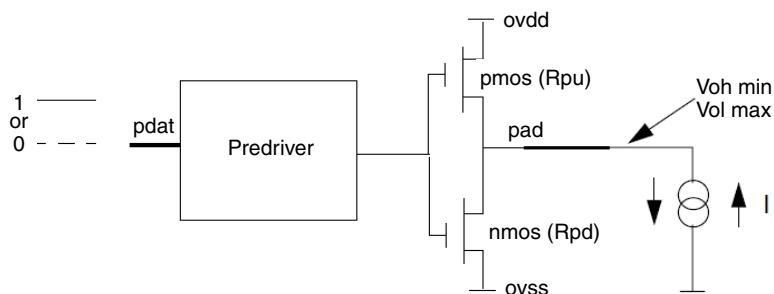 ovdd
pmos (Rpu)
Voh min
Vol max
1
or
0
pdat
Predriver
pad
I
nmos (Rpd)
ovss